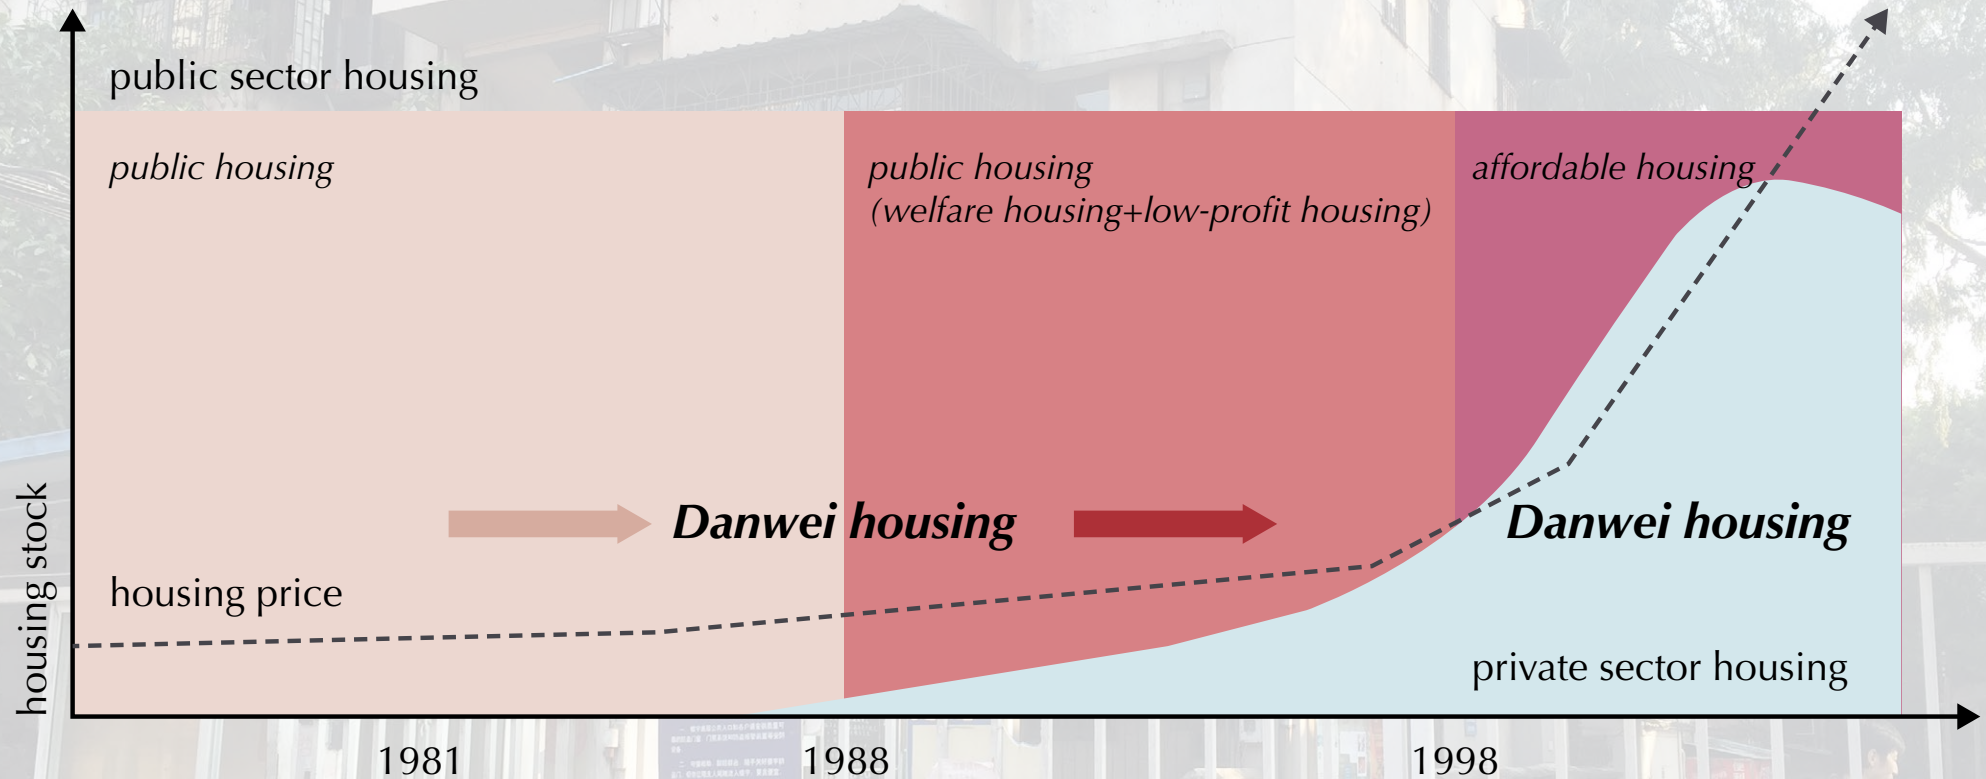 public sector housing
public housing
public housing
(welfare housing+low-profit housing)
affordable housing
Danwei housing
Danwei housing
housing price
private sector housing
housing stock
1981
1988
1998